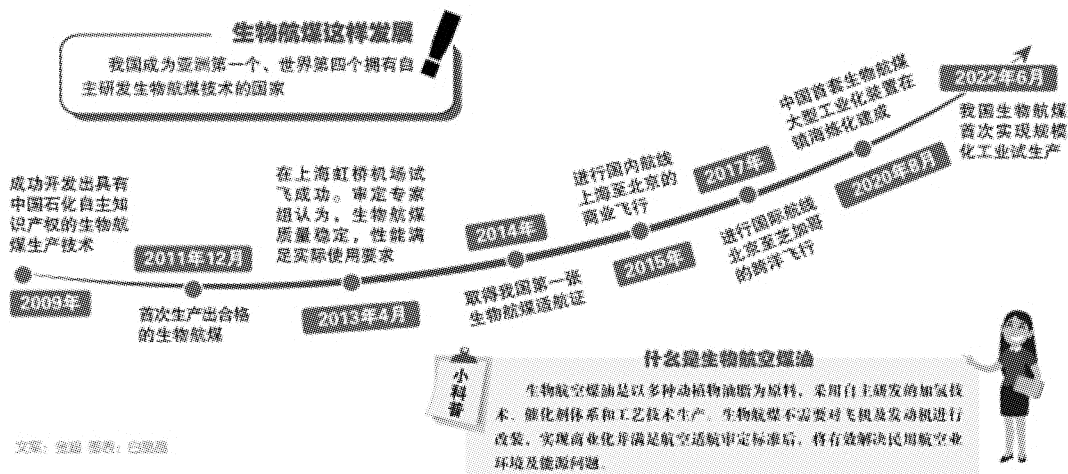 生物航煤这样发展
我国成为亚洲第一个、世界第四个拥有自
主研发生物航煤技术的国家
成功开发出具有
中国石化自主知
识产权的生物航
煤生产技术
2009年
2011年12月
首次生产出合格
的生物航煤
在上海虹桥机场试
飞成功。审定专家
组认为，生物航煤
质量稳定，性能满
足实际使用要求
2013年4月
2014年
取得我国第一张
生物航煤适航证
进行国内航线
上海至北京的
商业飞行
2015年
2017年
进行国际航线
北京至芝加哥
的跨洋飞行
中国首套生物航煤
大型工业化装置在
镇海炼化建成
2020年8月
2022年6月
我国生物航煤
首次实现规模
化工业试生产
小科普
什么是生物航空煤油
生物航空煤油是以多种动植物油脂为原料，采用自主研发的加氢技
术、催化剂体系和工艺技术生产。生物航煤不需要对飞机及发动机进行
改装，实现商业化并满足航空适航审定标准后，将有效解决民用航空业
环境及能源问题。